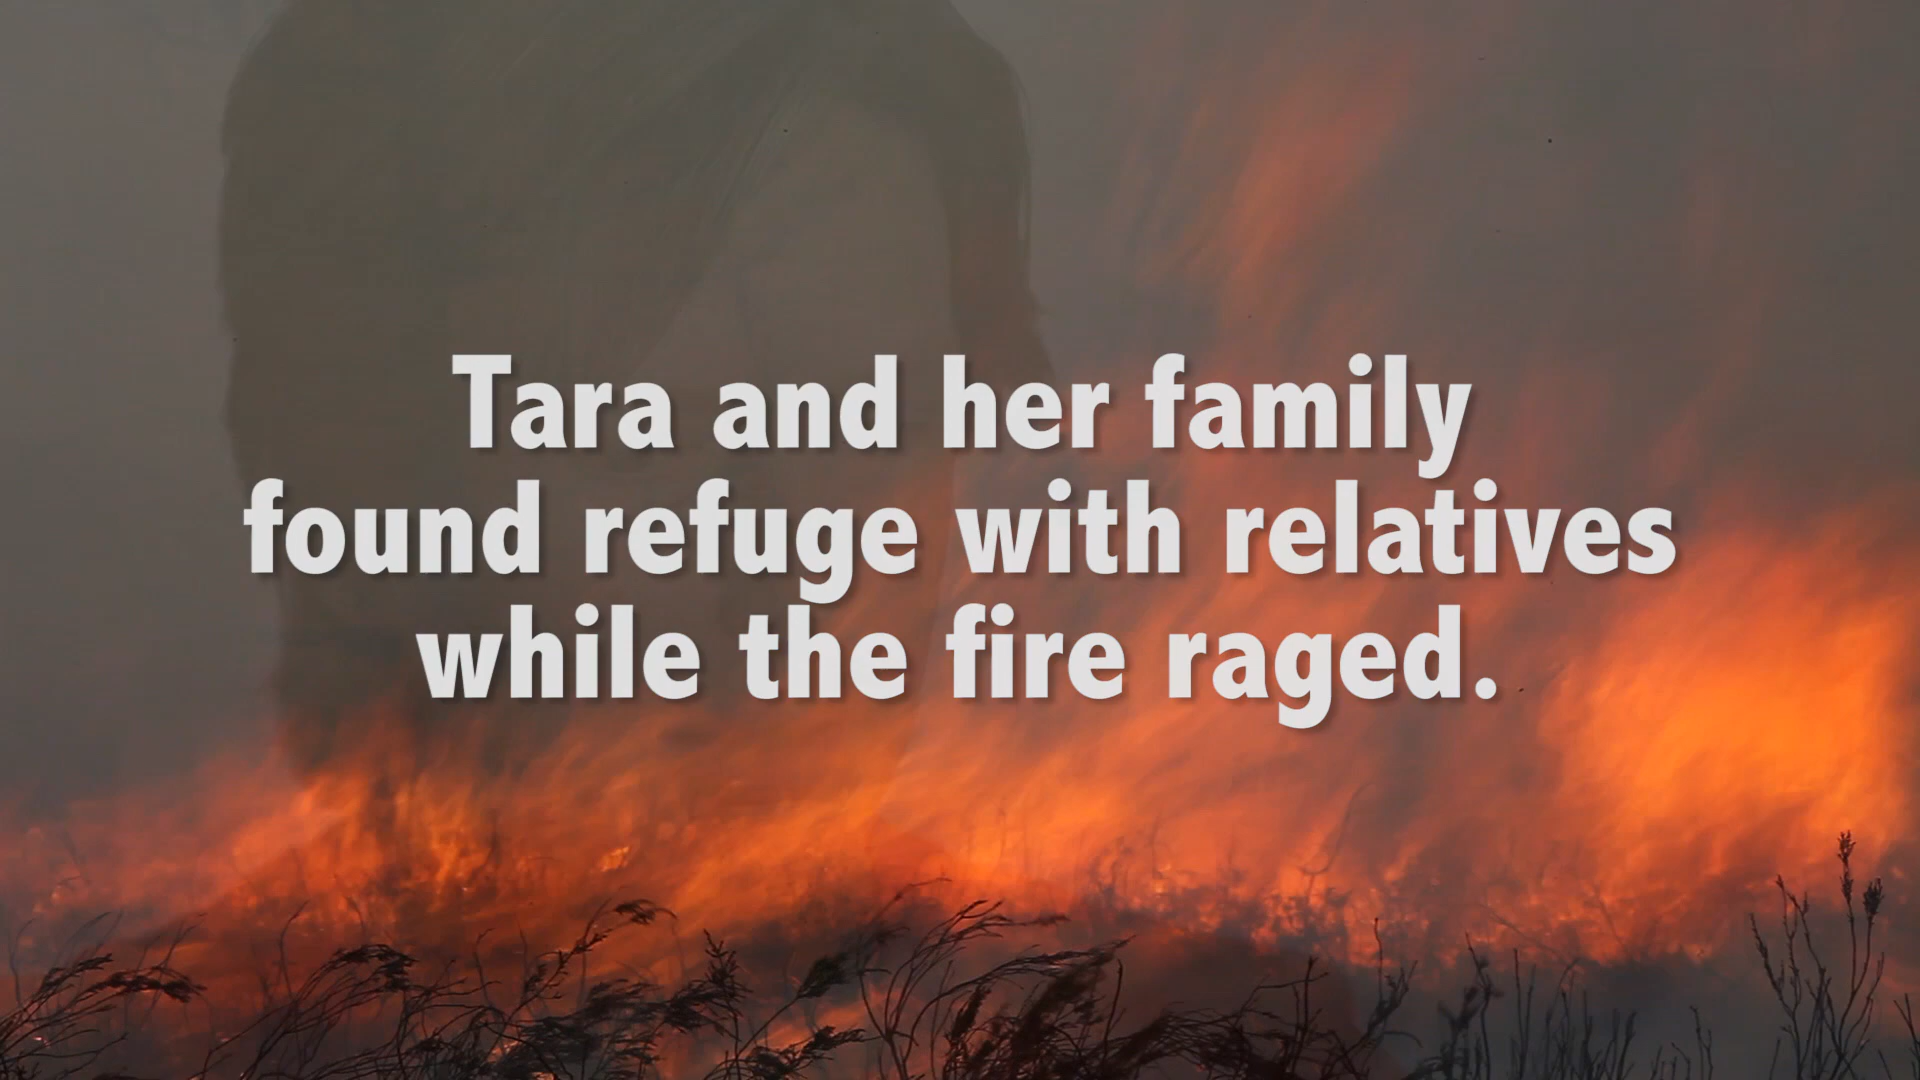 Tara and her family
found refuge with relatives
while the fire raged.